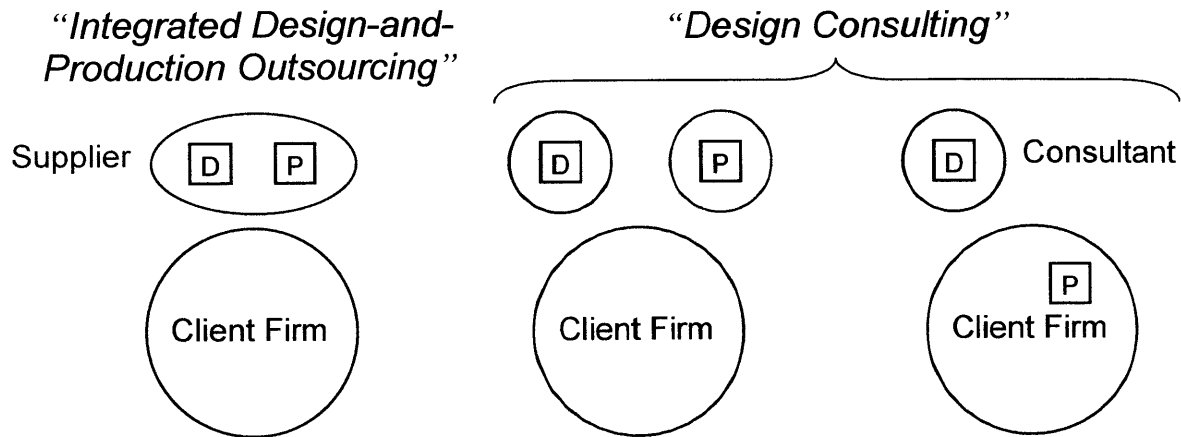 “Integrated Design-and-
Production Outsourcing”
“Design Consulting”
Supplier
D
P
D
P
D
Consultant
Client Firm
Client Firm
P
Client Firm